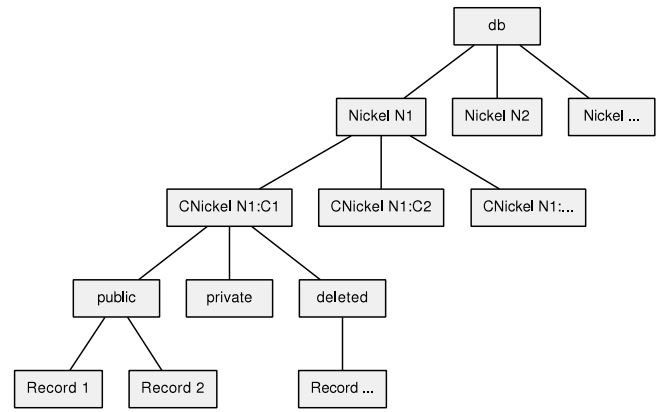 db
Nickel N1
Nickel N2
Nickel ...
CNickel N1:C1
CNickel N1:C2
CNickel N1:...
public
private
deleted
Record 1
Record 2
Record ...